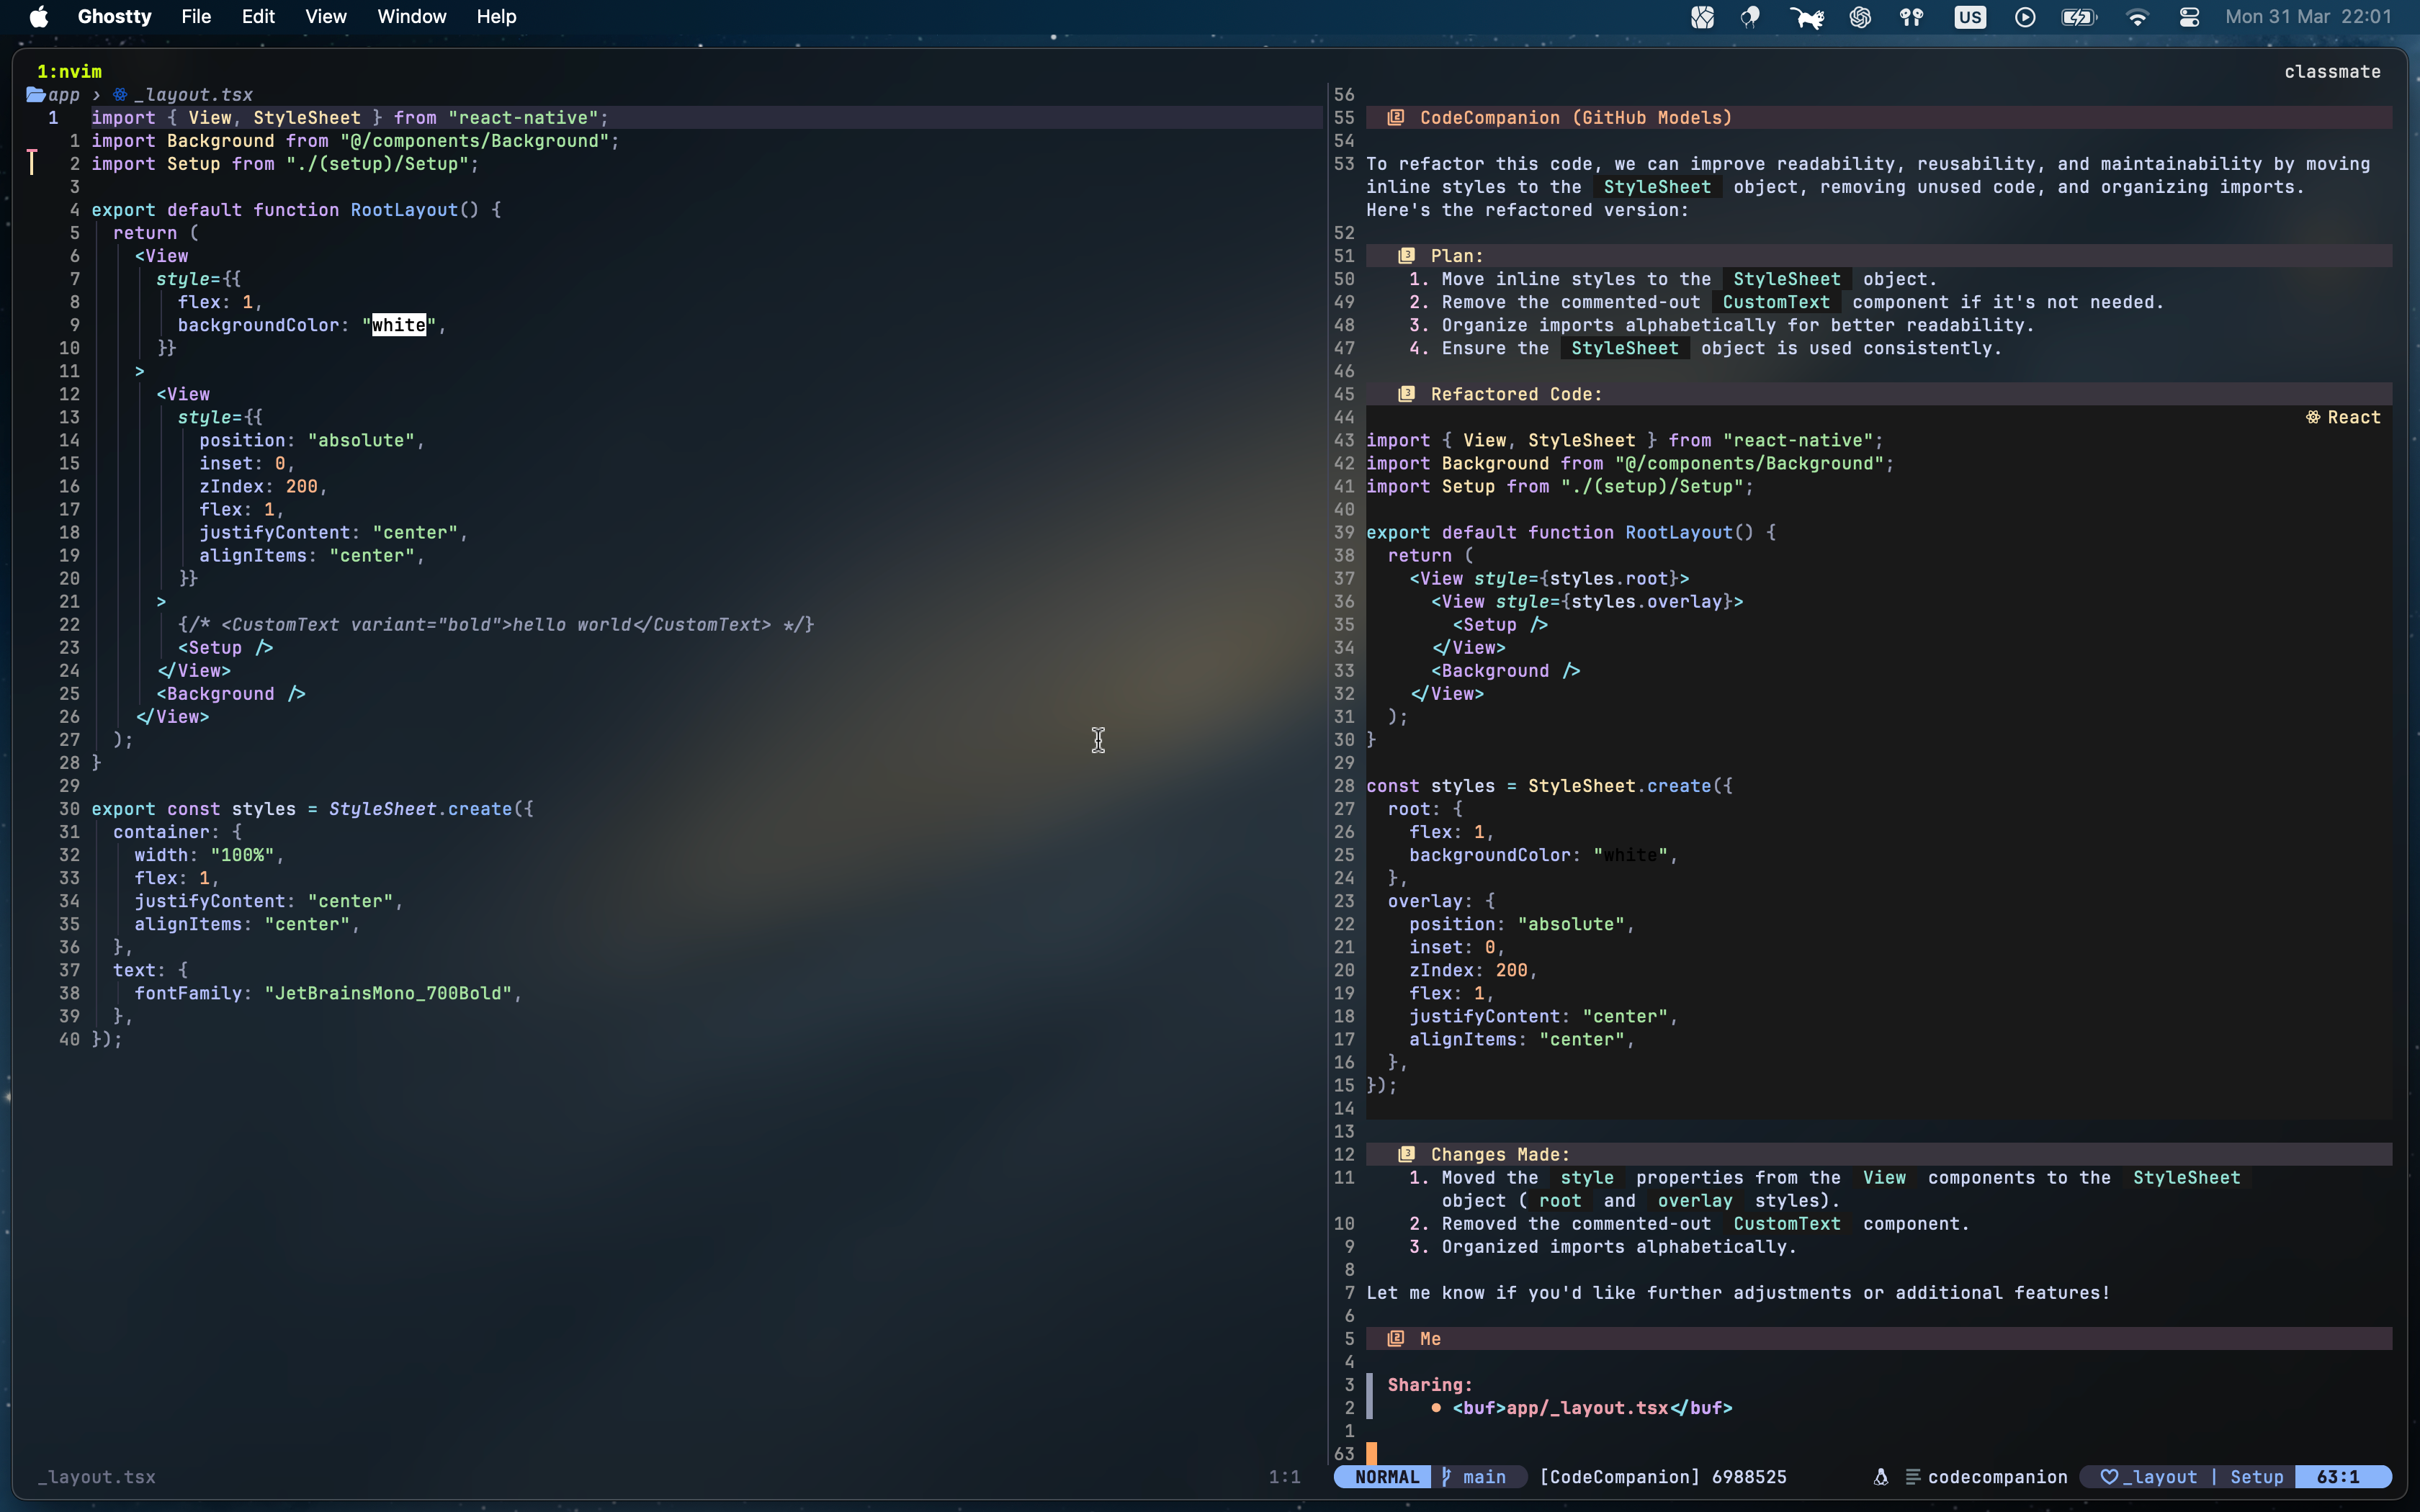 Ghostty File Edit View Window Help US Mon 31 Mar 22:01
1:nvim classmate
app › _layout.tsx
1 import { View, StyleSheet } from "react-native";
1 import Background from "@/components/Background";
2 import Setup from "./(setup)/Setup";
3
4 export default function RootLayout() {
5 return (
6 <View
7 style={{
8 flex: 1,
9 backgroundColor: "white",
10 }}
11 >
12 <View
13 style={{
14 position: "absolute",
15 inset: 0,
16 zIndex: 200,
17 flex: 1,
18 justifyContent: "center",
19 alignItems: "center",
20 }}
21 >
22 {/* <CustomText variant="bold">hello world</CustomText> */}
23 <Setup />
24 </View>
25 <Background />
26 </View>
27 );
28 }
29
30 export const styles = StyleSheet.create({
31 container: {
32 width: "100%",
33 flex: 1,
34 justifyContent: "center",
35 alignItems: "center",
36 },
37 text: {
38 fontFamily: "JetBrainsMono_700Bold",
39 },
40 });
_layout.tsx 1:1
56
55 2 CodeCompanion (GitHub Models)
54
53 To refactor this code, we can improve readability, reusability, and maintainability by moving
inline styles to the StyleSheet object, removing unused code, and organizing imports.
Here's the refactored version:
52
51 3 Plan:
50 1. Move inline styles to the StyleSheet object.
49 2. Remove the commented-out CustomText component if it's not needed.
48 3. Organize imports alphabetically for better readability.
47 4. Ensure the StyleSheet object is used consistently.
46
45 3 Refactored Code:
44 React
43 import { View, StyleSheet } from "react-native";
42 import Background from "@/components/Background";
41 import Setup from "./(setup)/Setup";
40
39 export default function RootLayout() {
38 return (
37 <View style={styles.root}>
36 <View style={styles.overlay}>
35 <Setup />
34 </View>
33 <Background />
32 </View>
31 );
30 }
29
28 const styles = StyleSheet.create({
27 root: {
26 flex: 1,
25 backgroundColor: "white",
24 },
23 overlay: {
22 position: "absolute",
21 inset: 0,
20 zIndex: 200,
19 flex: 1,
18 justifyContent: "center",
17 alignItems: "center",
16 },
15 });
14
13
12 3 Changes Made:
11 1. Moved the style properties from the View components to the StyleSheet
object ( root and overlay styles).
10 2. Removed the commented-out CustomText component.
9 3. Organized imports alphabetically.
8
7 Let me know if you'd like further adjustments or additional features!
6
5 2 Me
4
3 Sharing:
2 ● <buf>app/_layout.tsx</buf>
1
63
NORMAL main [CodeCompanion] 6988525 codecompanion _layout | Setup 63:1